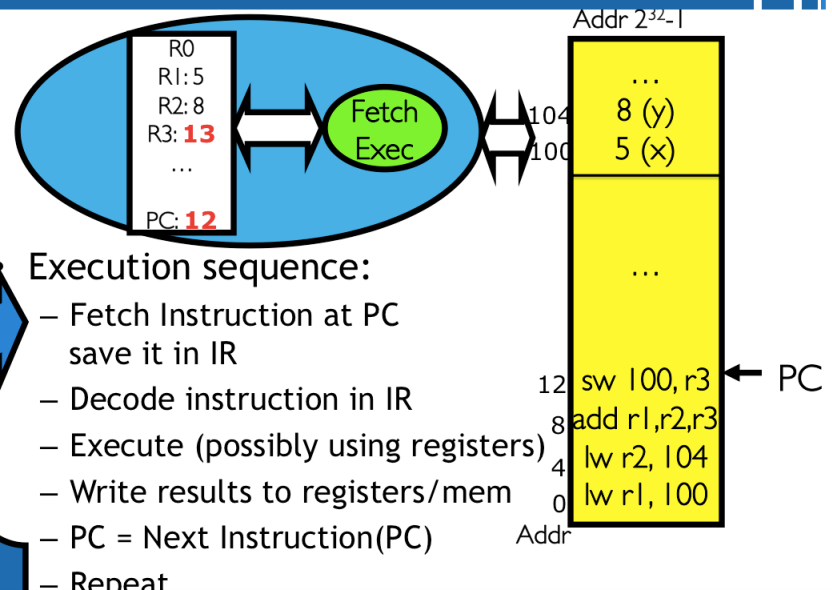 Addr 2³²-1
R0
R1: 5
R2: 8
R3: 13
...
PC: 12
Fetch
Exec
...
104 8 (y)
100 5 (x)
...
12 sw 100, r3 PC
8 add r1,r2,r3
4 lw r2, 104
0 lw r1, 100
Addr
Execution sequence:
– Fetch Instruction at PC
save it in IR
– Decode instruction in IR
– Execute (possibly using registers)
– Write results to registers/mem
– PC = Next Instruction(PC)
– Repeat